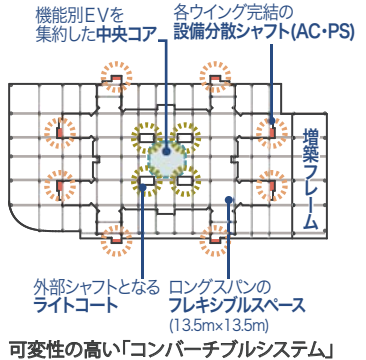 機能別EVを
集約した中央コア
各ウイング完結の
設備分散シャフト(AC・PS)
増築フレーム
外部シャフトとなる
ライトコート
ロングスパンの
フレキシブルスペース
(13.5m×13.5m)
可変性の高い「コンバーチブルシステム」